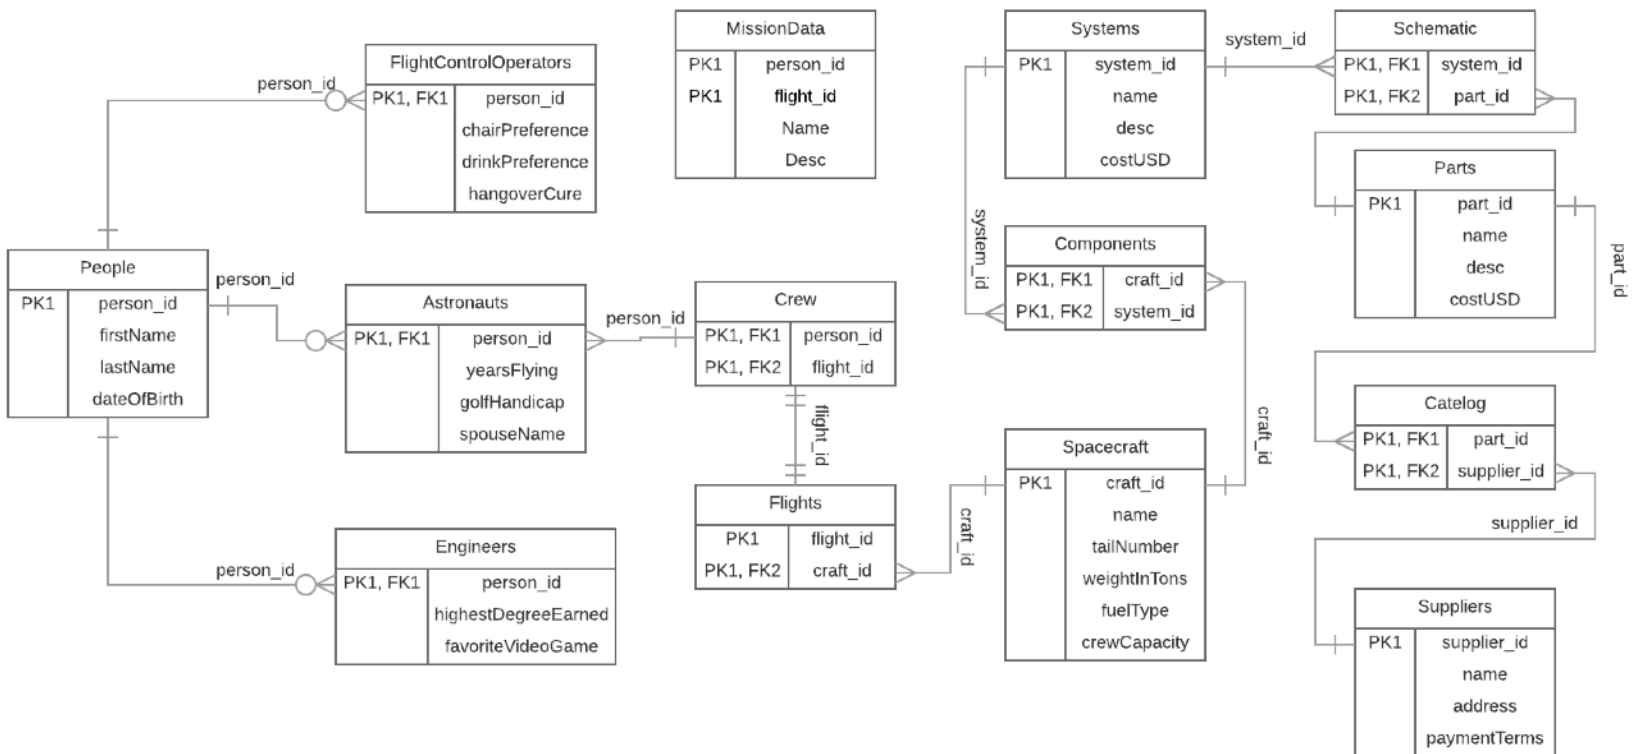 FlightControlOperators
PK1, FK1 person_id
chairPreference
drinkPreference
hangoverCure
person_id
MissionData
PK1 person_id
PK1 flight_id
Name
Desc
Systems
PK1 system_id
name
desc
costUSD
system_id
Schematic
PK1, FK1 system_id
PK1, FK2 part_id
Parts
PK1 part_id
name
desc
costUSD
part_id
People
PK1 person_id
firstName
lastName
dateOfBirth
person_id
Astronauts
PK1, FK1 person_id
yearsFlying
golfHandicap
spouseName
person_id
Crew
PK1, FK1 person_id
PK1, FK2 flight_id
flight_id
system_id
Components
PK1, FK1 craft_id
PK1, FK2 system_id
craft_id
Catelog
PK1, FK1 part_id
PK1, FK2 supplier_id
supplier_id
Engineers
PK1, FK1 person_id
highestDegreeEarned
favoriteVideoGame
person_id
Flights
PK1 flight_id
PK1, FK2 craft_id
craft_id
Spacecraft
PK1 craft_id
name
tailNumber
weightInTons
fuelType
crewCapacity
Suppliers
PK1 supplier_id
name
address
paymentTerms